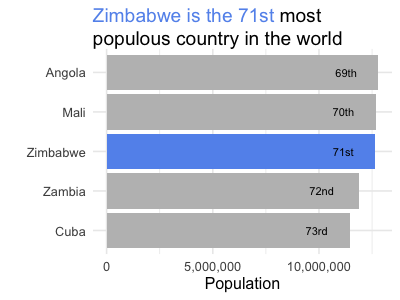 Zimbabwe is the 71st most
populous country in the world
Angola 69th
Mali 70th
Zimbabwe 71st
Zambia 72nd
Cuba 73rd
0 5,000,000 10,000,000
Population